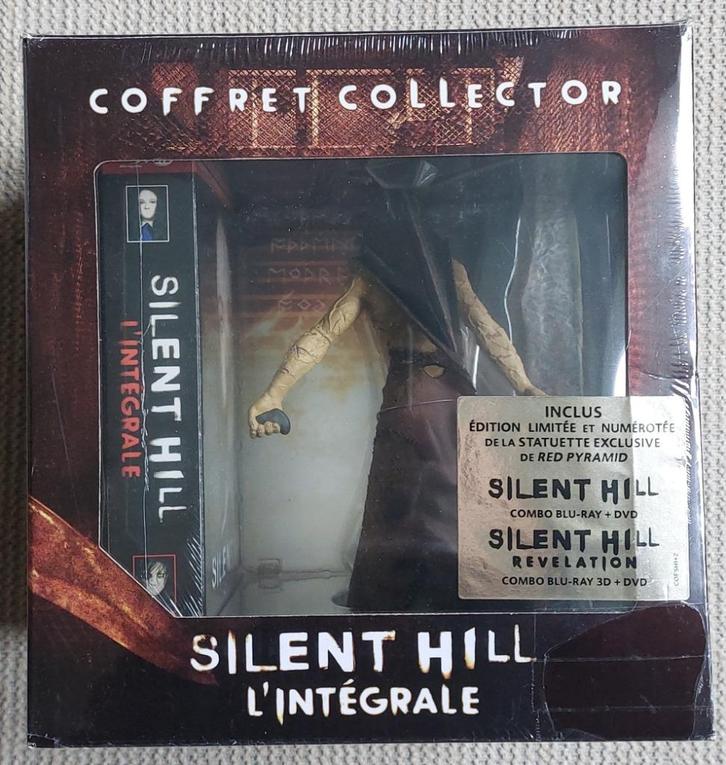 COFFRET COLLECTOR
SILENT HILL
L'INTÉGRALE
INCLUS
ÉDITION LIMITÉE ET NUMÉROTÉE
DE LA STATUETTE EXCLUSIVE
DE RED PYRAMID
SILENT HILL
COMBO BLU-RAY + DVD
SILENT HILL
REVELATION
COMBO BLU-RAY 3D + DVD
SILENT HILL
L'INTÉGRALE